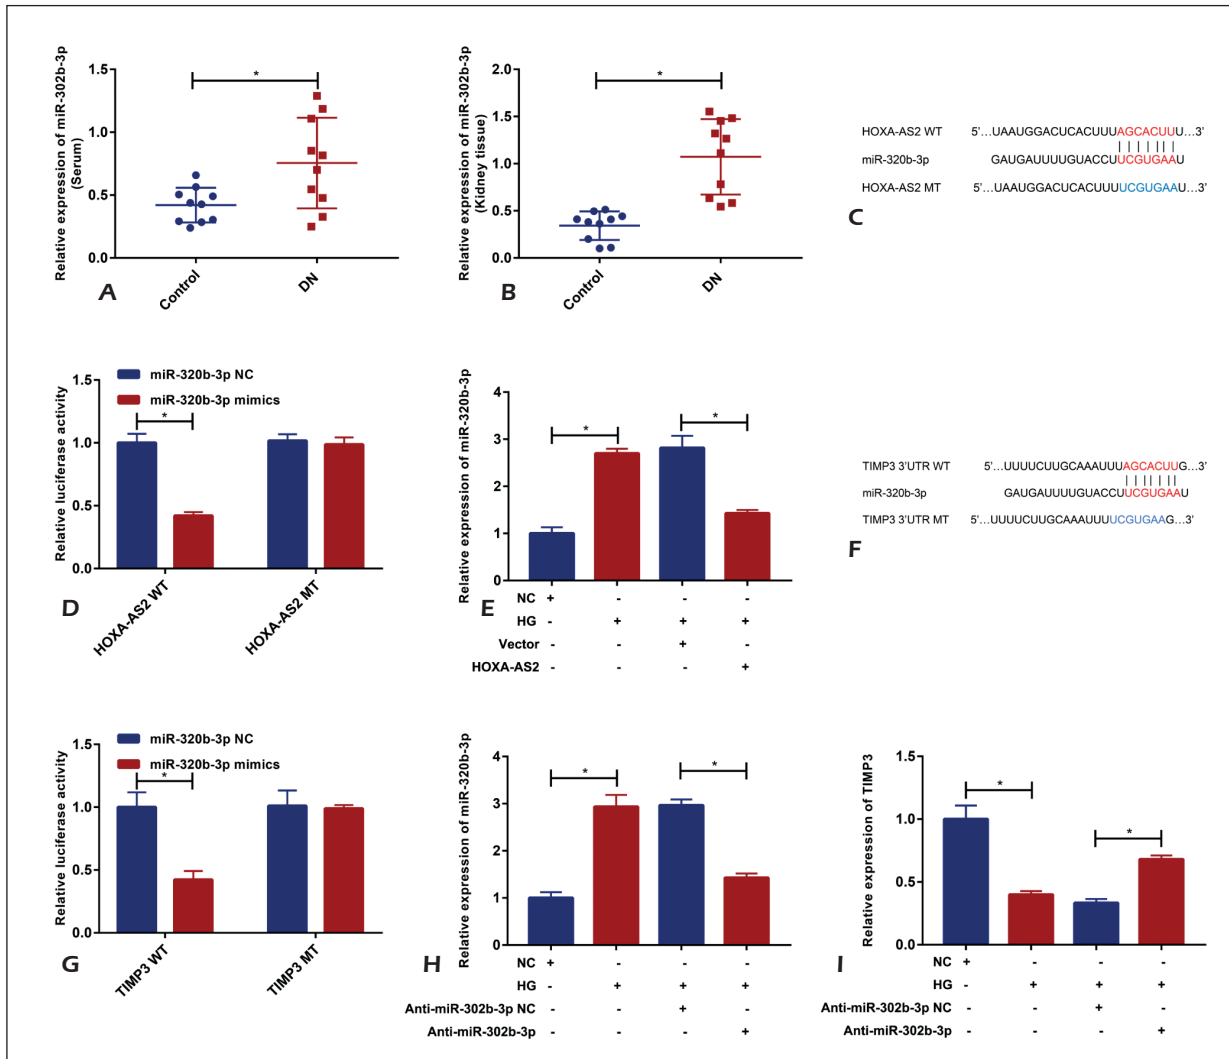 Relative expression of miR-302b-3p
(Serum)
1.5
1.0
0.5
0.0
*
Control
DN
A
Relative expression of miR-302b-3p
(Kidney tissue)
2.0
1.5
1.0
0.5
0.0
*
Control
DN
B
HOXA-AS2 WT 5'...UAAUGGACUCACUUUAGCACUUU...3'
miR-320b-3p GAUGAUUUUGUACCUUCGUGAAU
HOXA-AS2 MT 5'...UAAUGGACUCACUUUUCGUGAAU...3'
C
Relative luciferase activity
miR-320b-3p NC
miR-320b-3p mimics
1.5
1.0
0.5
0.0
*
HOXA-AS2 WT
HOXA-AS2 MT
D
Relative expression of miR-320b-3p
4
3
2
1
0
*
*
NC + - - -
HG - + + +
Vector - - + -
HOXA-AS2 - - - +
E
TIMP3 3'UTR WT 5'...UUUUCUUGCAAAUUUAGCACUUG...3'
miR-320b-3p GAUGAUUUUGUACCUUCGUGAAU
TIMP3 3'UTR MT 5'...UUUUCUUGCAAAUUUUCGUGAAG...3'
F
Relative luciferase activity
miR-320b-3p NC
miR-320b-3p mimics
1.5
1.0
0.5
0.0
*
TIMP3 WT
TIMP3 MT
G
Relative expression of miR-320b-3p
4
3
2
1
0
*
*
NC + - - -
HG - + + +
Anti-miR-302b-3p NC - - + -
Anti-miR-302b-3p - - - +
H
Relative expression of TIMP3
1.5
1.0
0.5
0.0
*
*
NC + - - -
HG - + + +
Anti-miR-302b-3p NC - - + -
Anti-miR-302b-3p - - - +
I